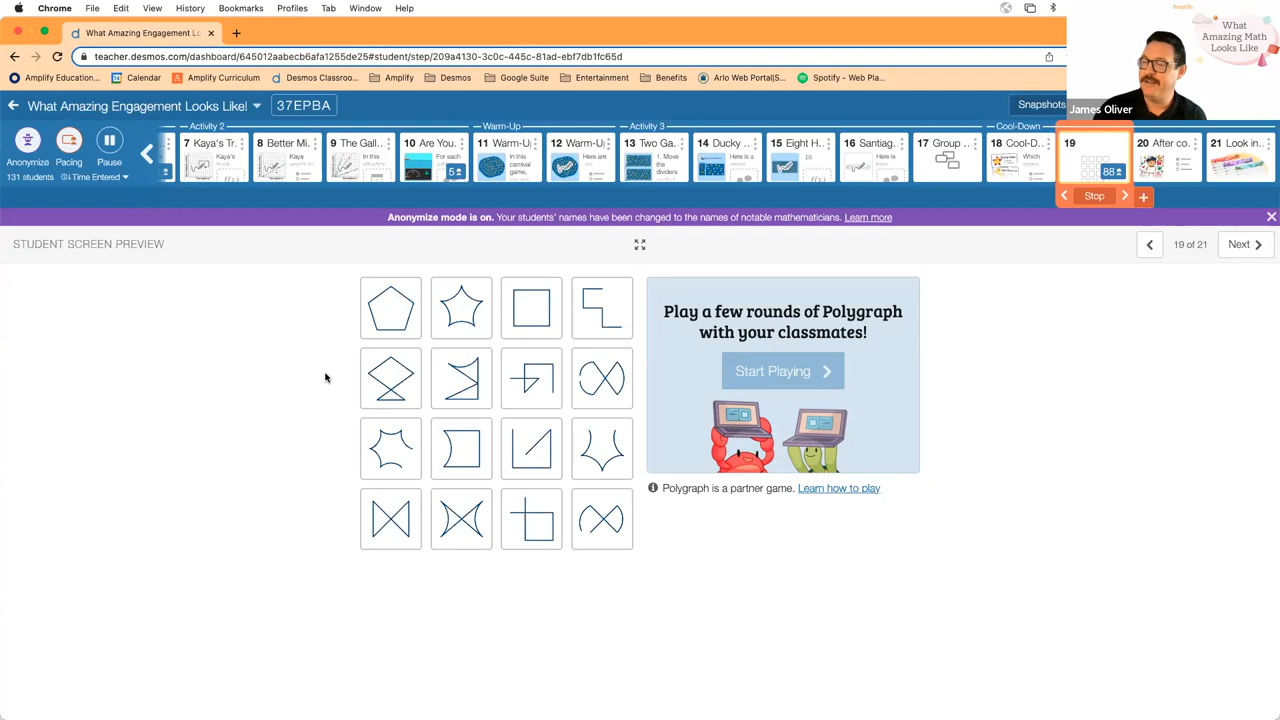 Chrome File Edit View History Bookmarks Profiles Tab Window Help
Amplify
What Amazing Engagement Lo
teacher.desmos.com/dashboard/645012aabecb6afa1255de25#student/step/209a4130-3c0c-445c-81ad-ebf7db1fc65d
Amplify Education... Calendar Amplify Curriculum Desmos Classroo... Amplify Desmos Google Suite Entertainment Benefits Arlo Web Portal|S... Spotify - Web Pla...
What
Amazing Math
Looks Like
James Oliver
What Amazing Engagement Looks Like! 37EPBA Snapshots
Activity 2 Warm-Up Activity 3 Cool-Down
7 Kaya's Tr. 8 Better Mi. 9 The Gall.. 10 Are You. 11 Warm-U 12 Warm-U 13 Two Ga. 14 Ducky .. 15 Eight H.. 16 Santiag. 17 Group .. 18 Cool-D.. 19 20 After co. 21 Look in..
Anonymize Pacing Pause
131 students Time Entered
5 88
Stop
Anonymize mode is on. Your students' names have been changed to the names of notable mathematicians. Learn more
STUDENT SCREEN PREVIEW 19 of 21 Next
Play a few rounds of Polygraph
with your classmates!
Start Playing
Polygraph is a partner game. Learn how to play